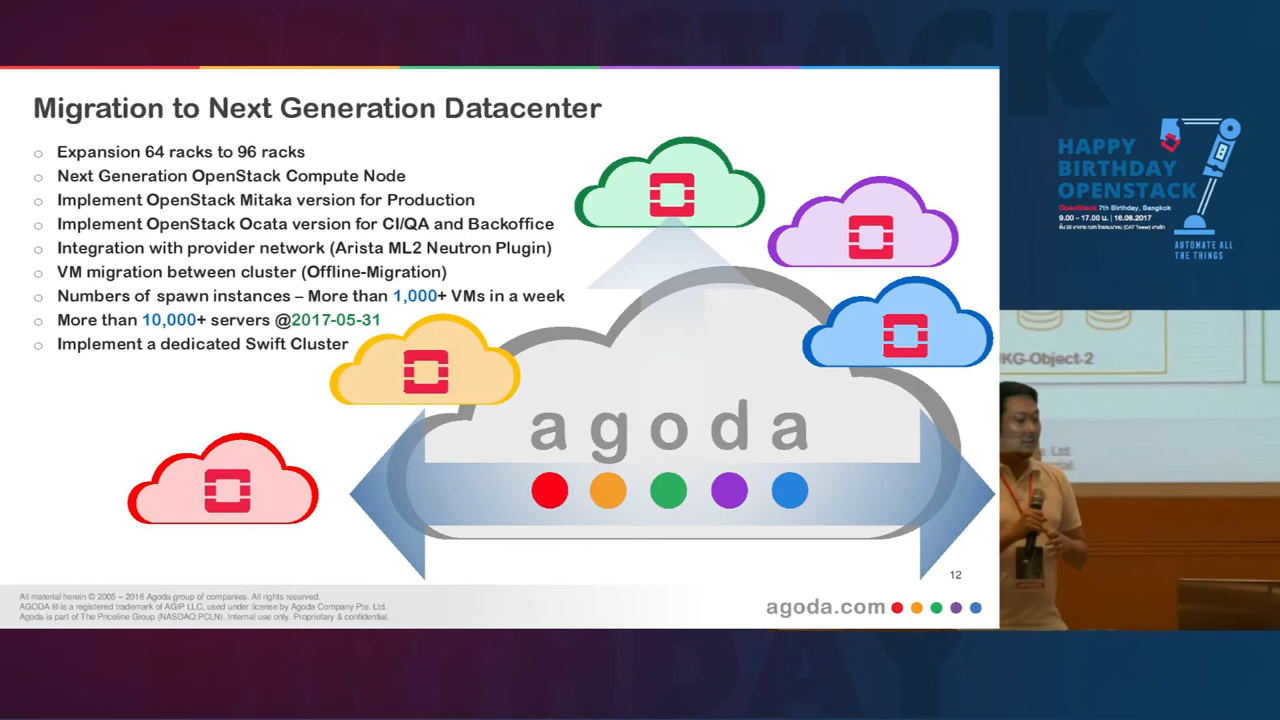 Migration to Next Generation Datacenter
Expansion 64 racks to 96 racks
Next Generation OpenStack Compute Node
Implement OpenStack Mitaka version for Production
Implement OpenStack Ocata version for CI/QA and Backoffice
Integration with provider network (Arista ML2 Neutron Plugin)
VM migration between cluster (Offline-Migration)
Numbers of spawn instances – More than 1,000+ VMs in a week
More than 10,000+ servers @2017-05-31
Implement a dedicated Swift Cluster
agoda
12
All material herein © 2005 – 2016 Agoda group of companies. All rights reserved.
AGODA ® is a registered trademark of AGIP LLC, used under license by Agoda Company Pte. Ltd.
Agoda is part of The Priceline Group (NASDAQ:PCLN). Internal use only. Proprietary & confidential.
agoda.com
HAPPY
BIRTHDAY
OPENSTACK
OpenStack 7th Birthday, Bangkok
9.00 - 17.00 น. | 16.08.2017
AUTOMATE ALL
THE THINGS
KG-Object-2